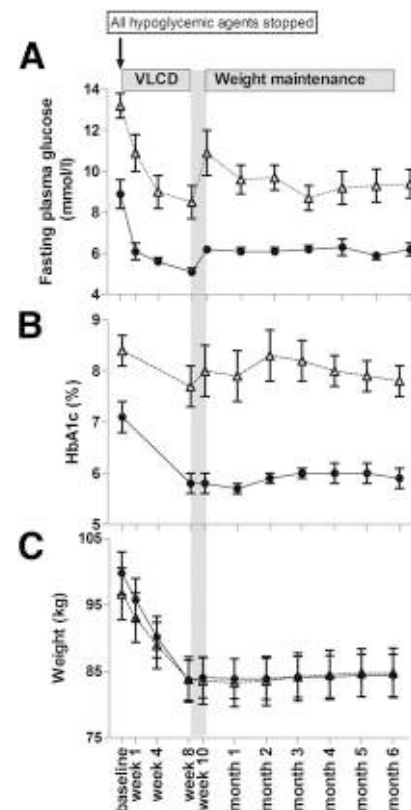 All hypoglycemic agents stopped
A
VLCD
Weight maintenance
Fasting plasma glucose
(mmol/l)
14
12
10
8
6
4
B
HbA1c (%)
9
8
7
6
5
C
Weight (kg)
105
95
85
75
baseline
week 1
week 4
week 8
week 10
month 1
month 2
month 3
month 4
month 5
month 6